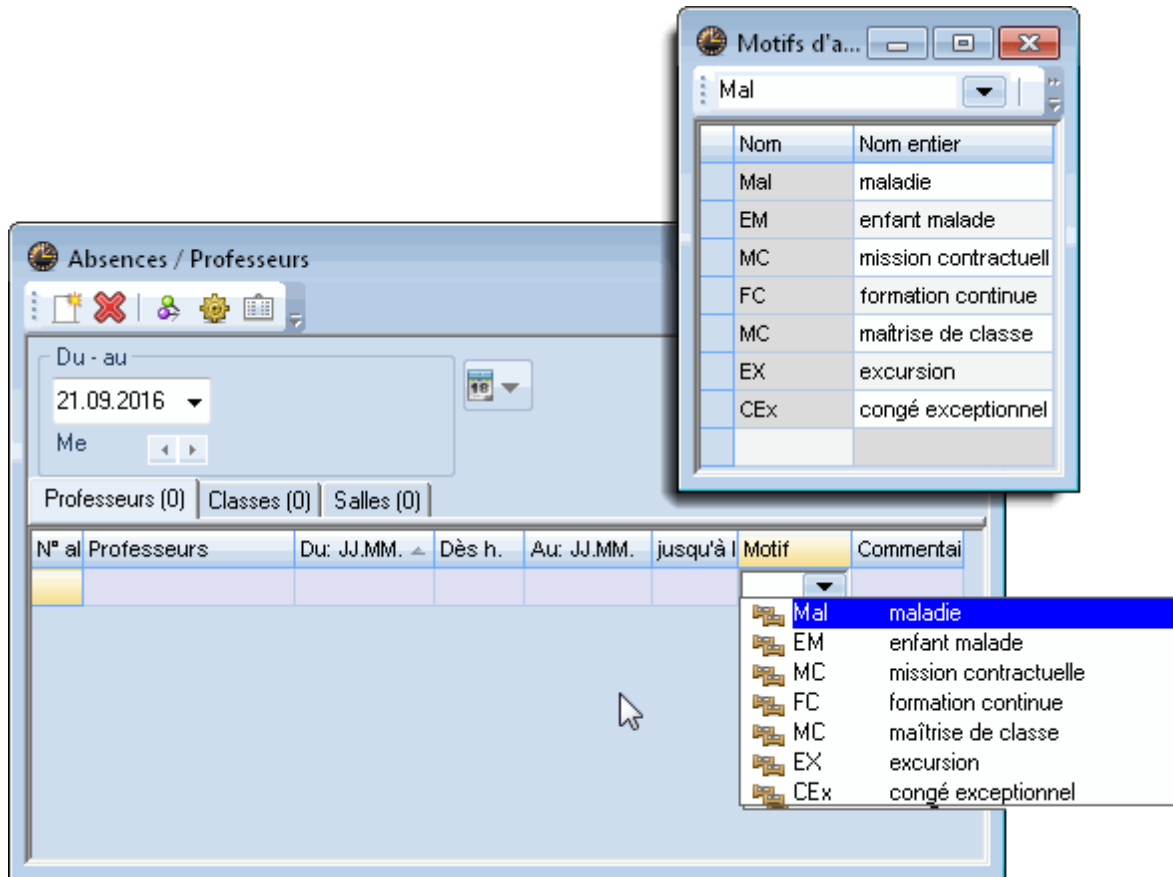 Motifs d'a...
Mal
Nom Nom entier
Mal maladie
EM enfant malade
MC mission contractuell
FC formation continue
MC maîtrise de classe
EX excursion
CEx congé exceptionnel
Absences / Professeurs
Du - au
21.09.2016
18
Me
Professeurs (0) Classes (0) Salles (0)
N° al Professeurs Du: JJ.MM. Dès h. Au: JJ.MM. jusqu'à l Motif Commentai
Mal maladie
EM enfant malade
MC mission contractuelle
FC formation continue
MC maîtrise de classe
EX excursion
CEx congé exceptionnel